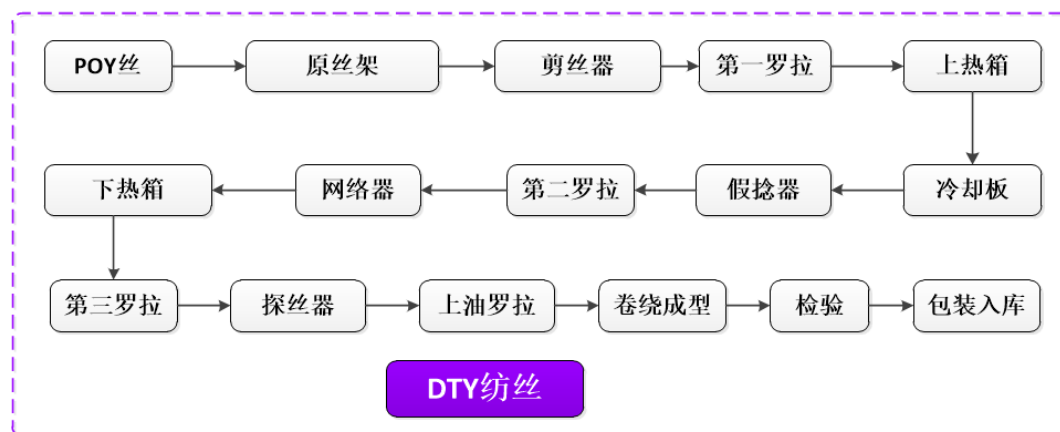 POY丝
原丝架
剪丝器
第一罗拉
上热箱
冷却板
假捻器
第二罗拉
网络器
下热箱
第三罗拉
探丝器
上油罗拉
卷绕成型
检验
包装入库
DTY纺丝